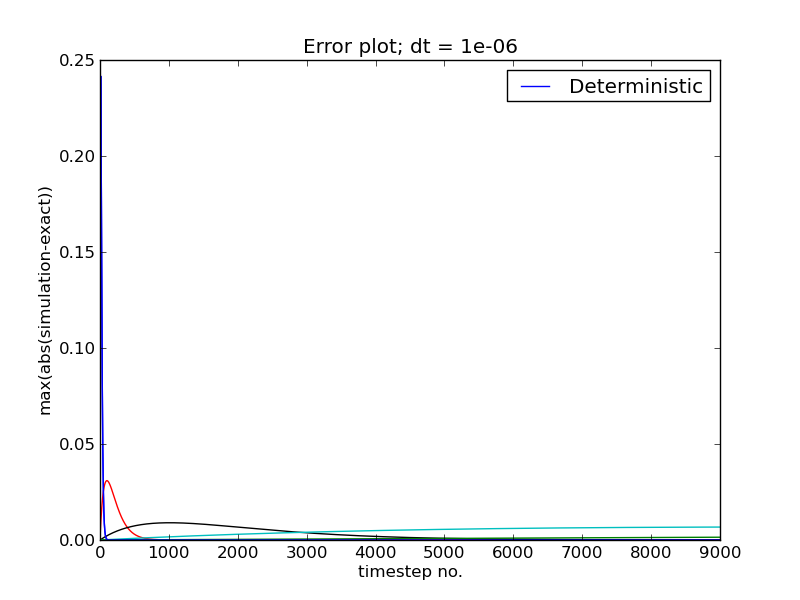 Error plot; dt = 1e-06
Deterministic
0.25
0.20
0.15
0.10
0.05
0.00
max(abs(simulation-exact))
0 1000 2000 3000 4000 5000 6000 7000 8000 9000
timestep no.